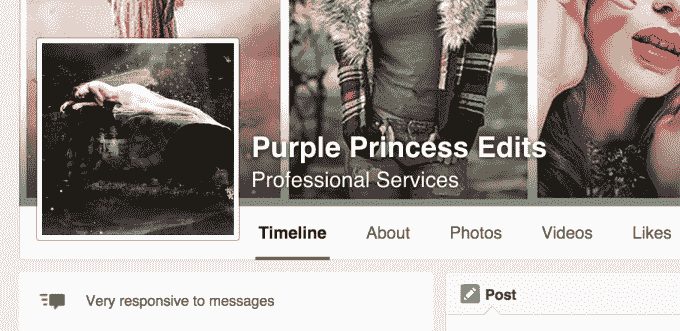 Purple Princess Edits
Professional Services
Timeline About Photos Videos Likes
Very responsive to messages
Post